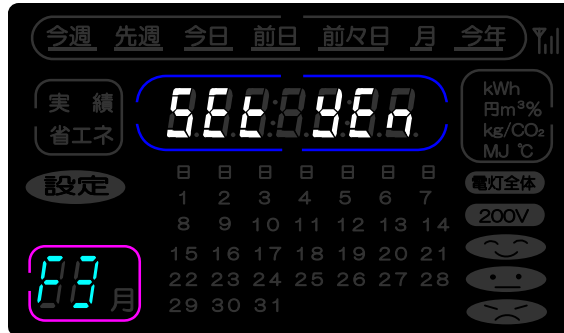 今週 先週 今日 前日 前々日 月 今年
実績
省エネ
SEt YEn
kWh
円m³%
kg/CO₂
MJ ℃
設定
日 日 日 日 日 日 日
1 2 3 4 5 6 7
8 9 10 11 12 13 14
15 16 17 18 19 20 21
22 23 24 25 26 27 28
29 30 31
電灯全体
200V
F3 月